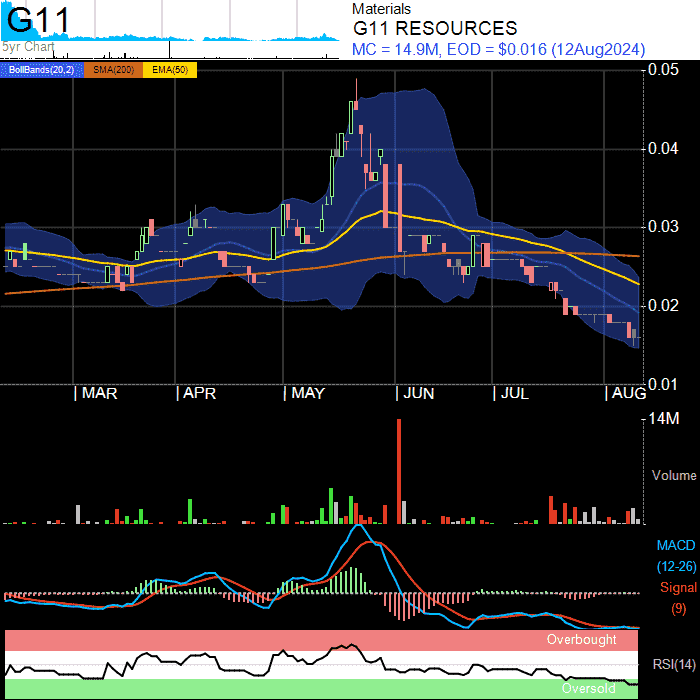 G11
5yr Chart
Materials
G11 RESOURCES
MC = 14.9M, EOD = $0.016 (12Aug2024)
BollBands(20,2) SMA(200) EMA(50)
0.05
0.04
0.03
0.02
0.01
MAR APR MAY JUN JUL AUG
14M
Volume
MACD
(12-26)
Signal
(9)
Overbought
RSI(14)
Oversold